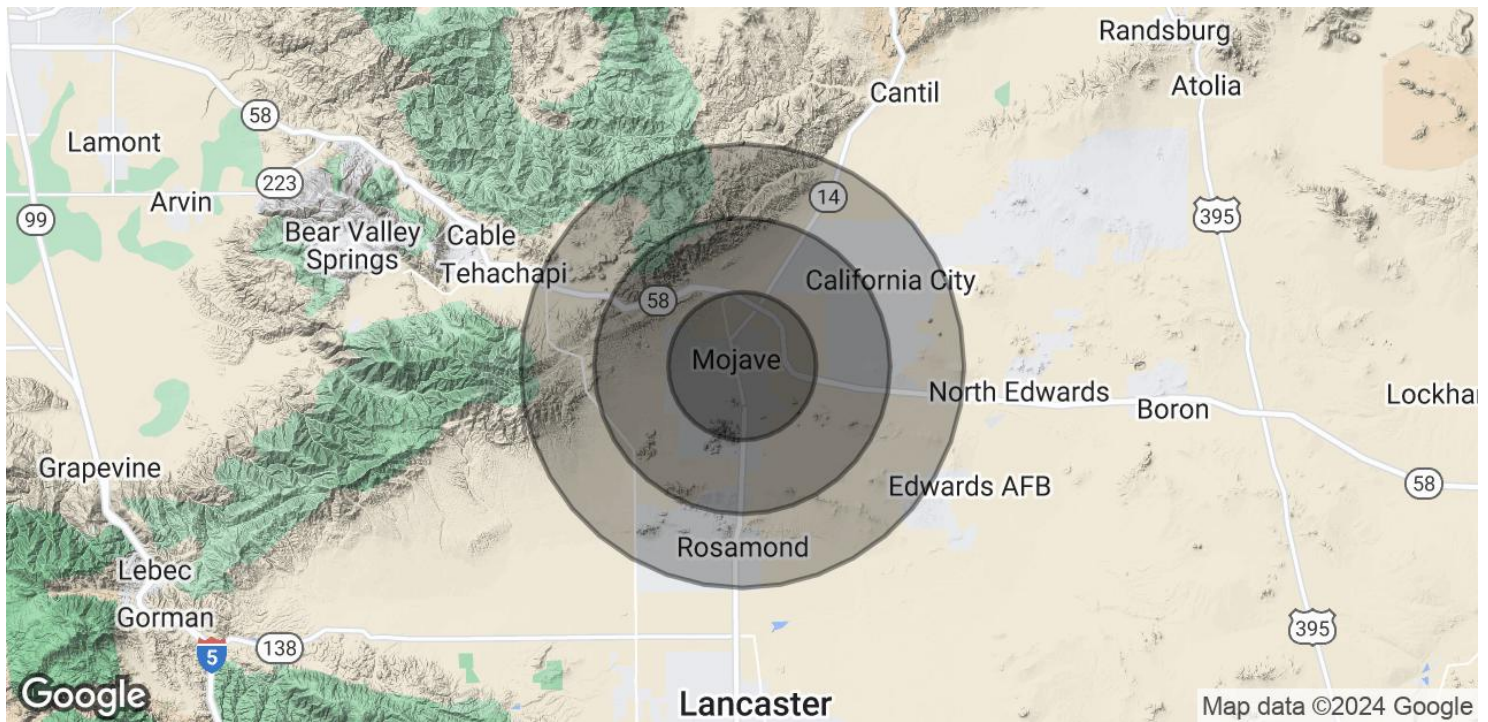 Randsburg
Atolia
Cantil
58
Lamont
223
Arvin
99
14
395
Bear Valley
Springs
Cable
Tehachapi
California City
58
Mojave
North Edwards
Boron
Lockha
Grapevine
Edwards AFB
58
Rosamond
Lebec
Gorman
138
5
395
Lancaster
Google
Map data ©2024 Google